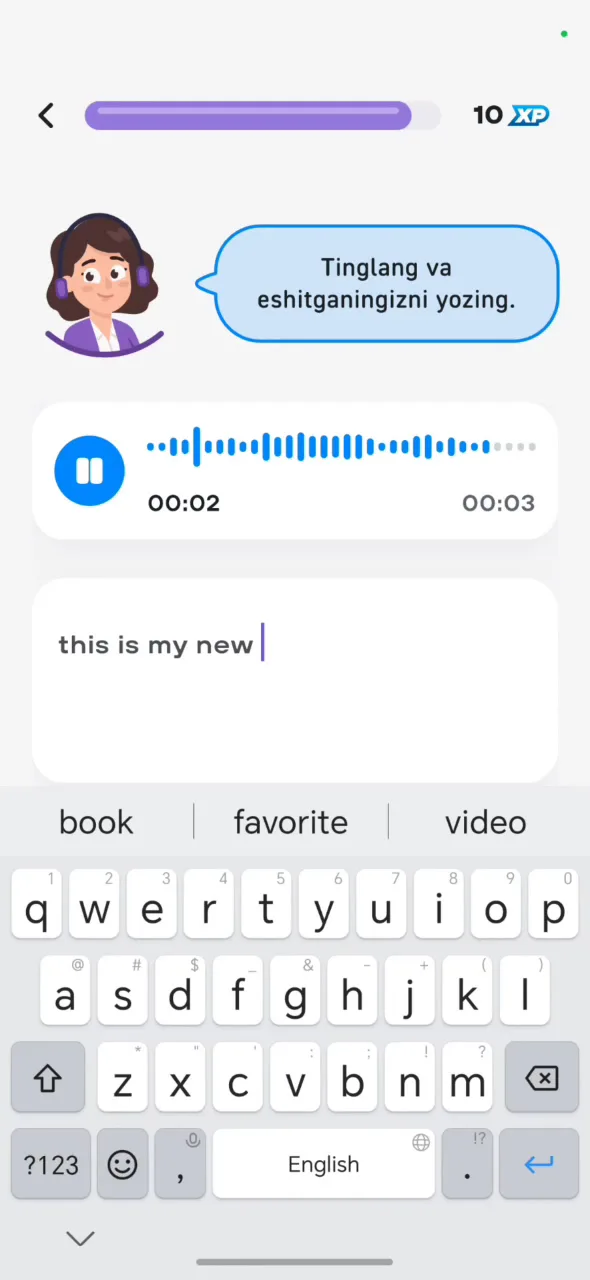 10 XP
Tinglang va
eshitganingizni yozing.
00:02 00:03
this is my new
book favorite video
1 2 3 4 5 6 7 8 9 0
q w e r t y u i o p
@ # $ _ & - + ( )
a s d f g h j k l
* " ' : ; ! ?
z x c v b n m
?123 , English !? .